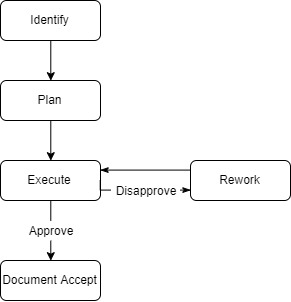 Identify
Plan
Execute
Disapprove
Rework
Approve
Document Accept